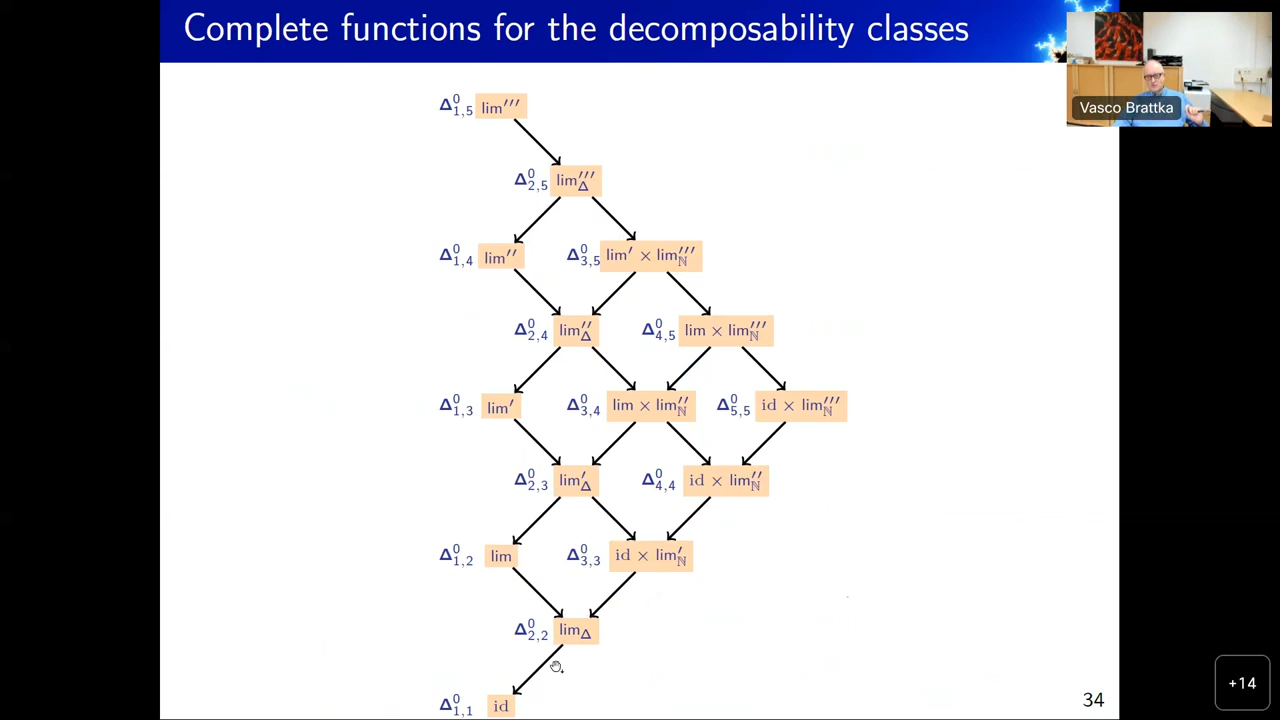 Complete functions for the decomposability classes
Vasco Brattka
Δ⁰₁,₅ lim′′′
Δ⁰₂,₅ lim′′′_Δ
Δ⁰₁,₄ lim′′ Δ⁰₃,₅ lim′ × lim′′′_ℕ
Δ⁰₂,₄ lim′′_Δ Δ⁰₄,₅ lim × lim′′′_ℕ
Δ⁰₁,₃ lim′ Δ⁰₃,₄ lim × lim′′_ℕ Δ⁰₅,₅ id × lim′′′_ℕ
Δ⁰₂,₃ lim′_Δ Δ⁰₄,₄ id × lim′′_ℕ
Δ⁰₁,₂ lim Δ⁰₃,₃ id × lim′_ℕ
Δ⁰₂,₂ lim_Δ
Δ⁰₁,₁ id
34
+14